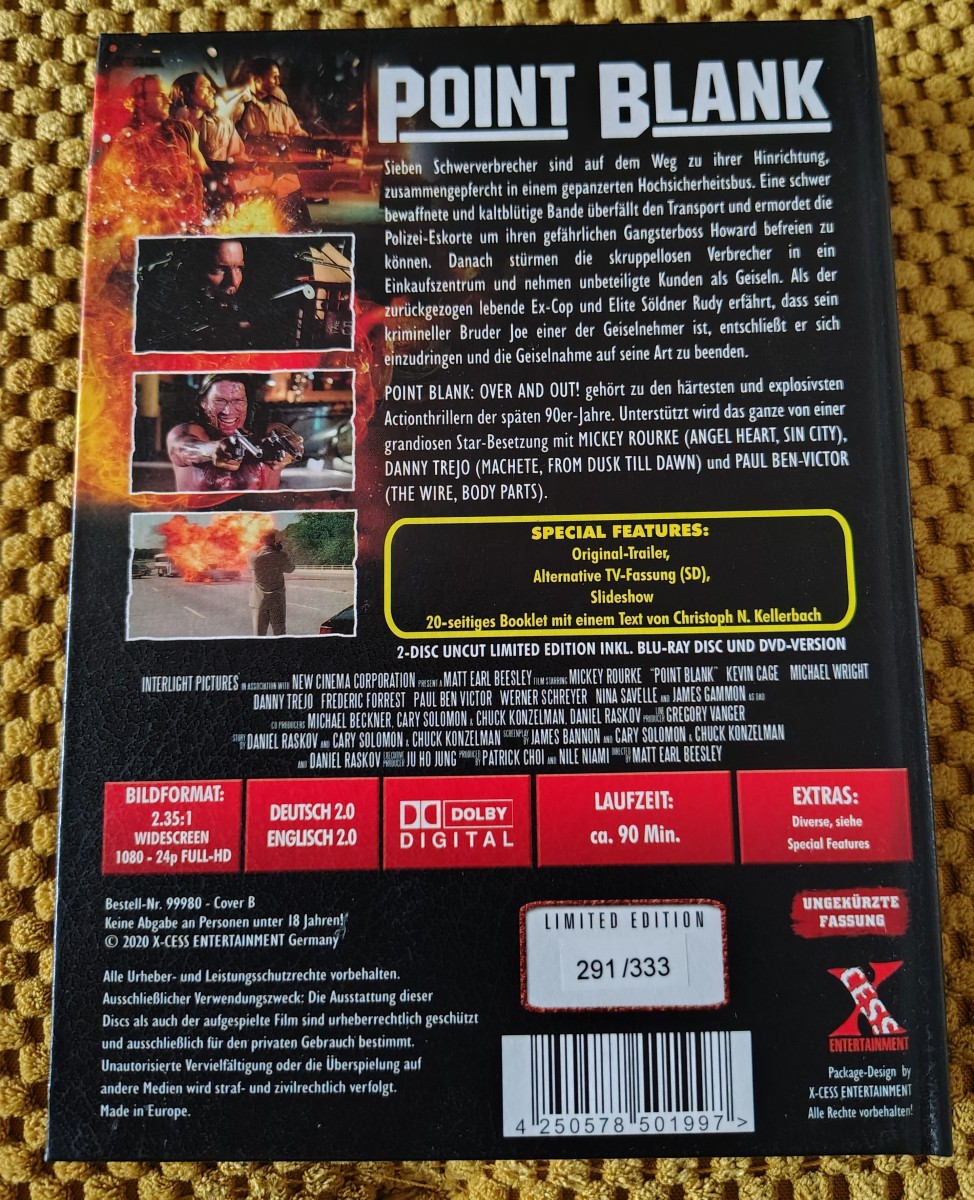 POINT BLANK
Sieben Schwerverbrecher sind auf dem Weg zu ihrer Hinrichtung,
zusammengepfercht in einem gepanzerten Hochsicherheitsbus. Eine schwer
bewaffnete und kaltblütige Bande überfällt den Transport und ermordet die
Polizei-Eskorte um ihren gefährlichen Gangsterboss Howard befreien zu
können. Danach stürmen die skruppellosen Verbrecher in ein
Einkaufszentrum und nehmen unbeteiligte Kunden als Geiseln. Als der
zurückgezogen lebende Ex-Cop und Elite Söldner Rudy erfährt, dass sein
krimineller Bruder Joe einer der Geiselnehmer ist, entschließt er sich
einzudringen und die Geiselnahme auf seine Art zu beenden.
POINT BLANK: OVER AND OUT! gehört zu den härtesten und explosivsten
Actionthrillern der späten 90er-Jahre. Unterstützt wird das ganze von einer
grandiosen Star-Besetzung mit MICKEY ROURKE (ANGEL HEART, SIN CITY),
DANNY TREJO (MACHETE, FROM DUSK TILL DAWN) und PAUL BEN-VICTOR
(THE WIRE, BODY PARTS).
SPECIAL FEATURES:
Original-Trailer,
Alternative TV-Fassung (SD),
Slideshow
20-seitiges Booklet mit einem Text von Christoph N. Kellerbach
2-DISC UNCUT LIMITED EDITION INKL. BLU-RAY DISC UND DVD-VERSION
INTERLIGHT PICTURES IN ASSOCIATION WITH NEW CINEMA CORPORATION PRESENT A MATT EARL BEESLEY FILM STARRING MICKEY ROURKE "POINT BLANK" KEVIN CAGE MICHAEL WRIGHT
DANNY TREJO FREDERIC FORREST PAUL BEN VICTOR WERNER SCHREYER NINA SAVELLE AND JAMES GAMMON AS DAD
CO PRODUCERS MICHAEL BECKNER, CARY SOLOMON & CHUCK KONZELMAN, DANIEL RASKOV LINE PRODUCER GREGORY VANGER
STORY BY DANIEL RASKOV AND CARY SOLOMON & CHUCK KONZELMAN SCREENPLAY BY JAMES BANNON AND CARY SOLOMON & CHUCK KONZELMAN
AND DANIEL RASKOV EXECUTIVE PRODUCER JU HO JUNG PRODUCED BY PATRICK CHOI AND NILE NIAMI DIRECTED BY MATT EARL BEESLEY
BILDFORMAT:
2.35:1
WIDESCREEN
1080 - 24p FULL-HD
DEUTSCH 2.0
ENGLISCH 2.0
DOLBY
DIGITAL
LAUFZEIT:
ca. 90 Min.
EXTRAS:
Diverse, siehe
Special Features
Bestell-Nr. 99980 - Cover B
Keine Abgabe an Personen unter 18 Jahren!
© 2020 X-CESS ENTERTAINMENT Germany
Alle Urheber- und Leistungsschutzrechte vorbehalten.
Ausschließlicher Verwendungszweck: Die Ausstattung dieser
Discs als auch der aufgespielte Film sind urheberrechtlich geschützt
und ausschließlich für den privaten Gebrauch bestimmt.
Unautorisierte Vervielfältigung oder die Überspielung auf
andere Medien wird straf- und zivilrechtlich verfolgt.
Made in Europe.
LIMITED EDITION
291/333
4 250578 501997 >
UNGEKÜRZTE
FASSUNG
X CESS
ENTERTAINMENT
Package-Design by
X-CESS ENTERTAINMENT
Alle Rechte vorbehalten!